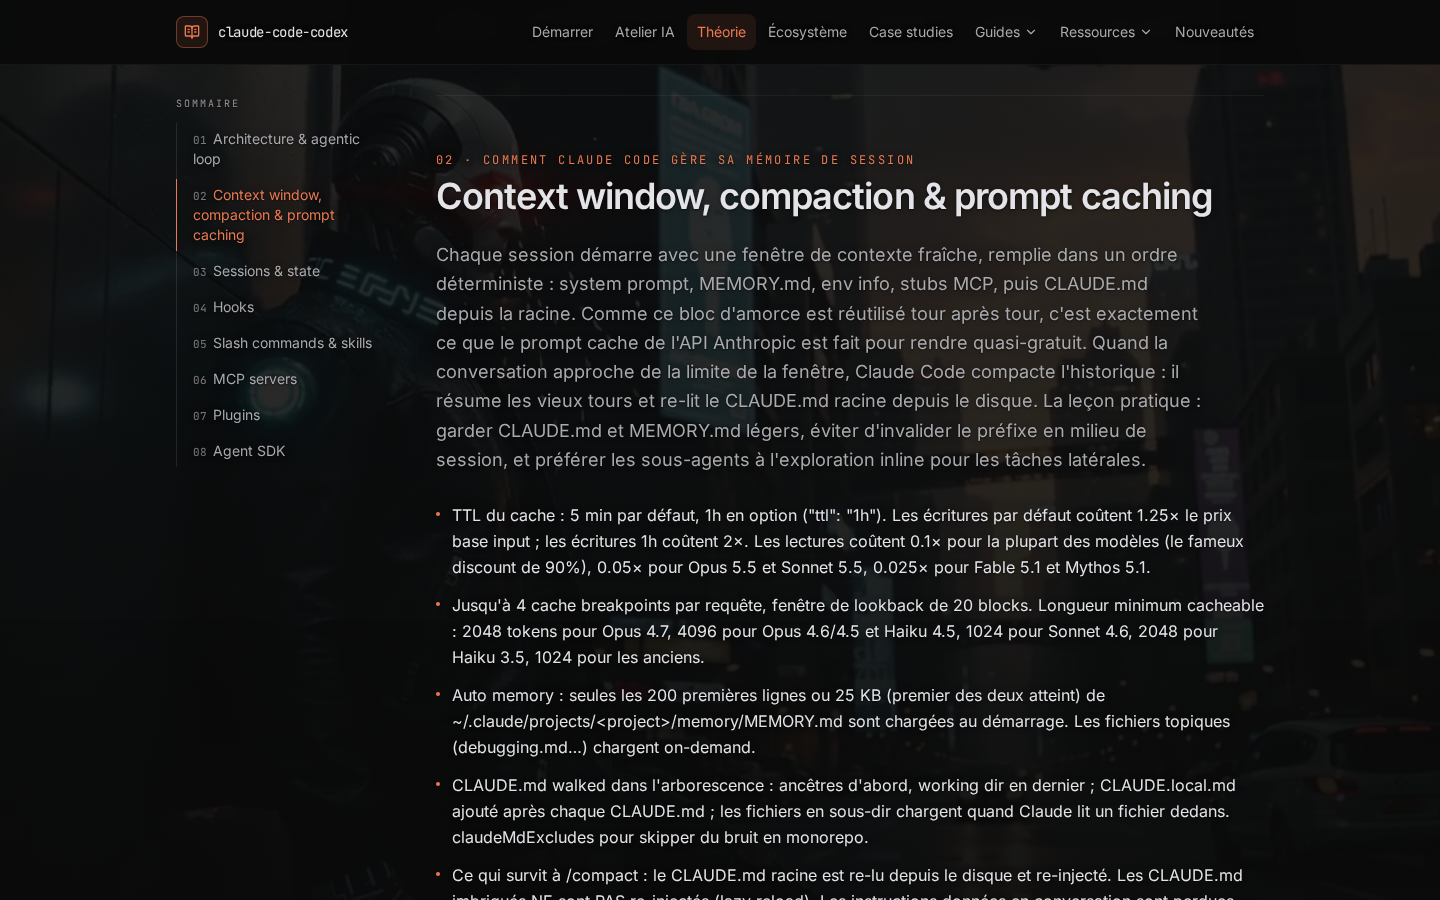 claude-code-codex
Démarrer
Atelier IA
Théorie
Écosystème
Case studies
Guides
Ressources
Nouveautés
SOMMAIRE
01 Architecture & agentic
loop
02 Context window,
compaction & prompt
caching
03 Sessions & state
04 Hooks
05 Slash commands & skills
06 MCP servers
07 Plugins
08 Agent SDK
02 · COMMENT CLAUDE CODE GÈRE SA MÉMOIRE DE SESSION
Context window, compaction & prompt caching
Chaque session démarre avec une fenêtre de contexte fraîche, remplie dans un ordre
déterministe : system prompt, MEMORY.md, env info, stubs MCP, puis CLAUDE.md
depuis la racine. Comme ce bloc d'amorce est réutilisé tour après tour, c'est exactement
ce que le prompt cache de l'API Anthropic est fait pour rendre quasi-gratuit. Quand la
conversation approche de la limite de la fenêtre, Claude Code compacte l'historique : il
résume les vieux tours et re-lit le CLAUDE.md racine depuis le disque. La leçon pratique :
garder CLAUDE.md et MEMORY.md légers, éviter d'invalider le préfixe en milieu de
session, et préférer les sous-agents à l'exploration inline pour les tâches latérales.
• TTL du cache : 5 min par défaut, 1h en option ("ttl": "1h"). Les écritures par défaut coûtent 1.25× le prix
base input ; les écritures 1h coûtent 2×. Les lectures coûtent 0.1× pour la plupart des modèles (le fameux
discount de 90%), 0.05× pour Opus 5.5 et Sonnet 5.5, 0.025× pour Fable 5.1 et Mythos 5.1.
• Jusqu'à 4 cache breakpoints par requête, fenêtre de lookback de 20 blocks. Longueur minimum cacheable
: 2048 tokens pour Opus 4.7, 4096 pour Opus 4.6/4.5 et Haiku 4.5, 1024 pour Sonnet 4.6, 2048 pour
Haiku 3.5, 1024 pour les anciens.
• Auto memory : seules les 200 premières lignes ou 25 KB (premier des deux atteint) de
~/.claude/projects/<project>/memory/MEMORY.md sont chargées au démarrage. Les fichiers topiques
(debugging.md…) chargent on-demand.
• CLAUDE.md walked dans l'arborescence : ancêtres d'abord, working dir en dernier ; CLAUDE.local.md
ajouté après chaque CLAUDE.md ; les fichiers en sous-dir chargent quand Claude lit un fichier dedans.
claudeMdExcludes pour skipper du bruit en monorepo.
• Ce qui survit à /compact : le CLAUDE.md racine est re-lu depuis le disque et re-injecté. Les CLAUDE.md
imbriqués NE sont PAS re-injectés (lazy reload). Les instructions données en conversation sont perdues